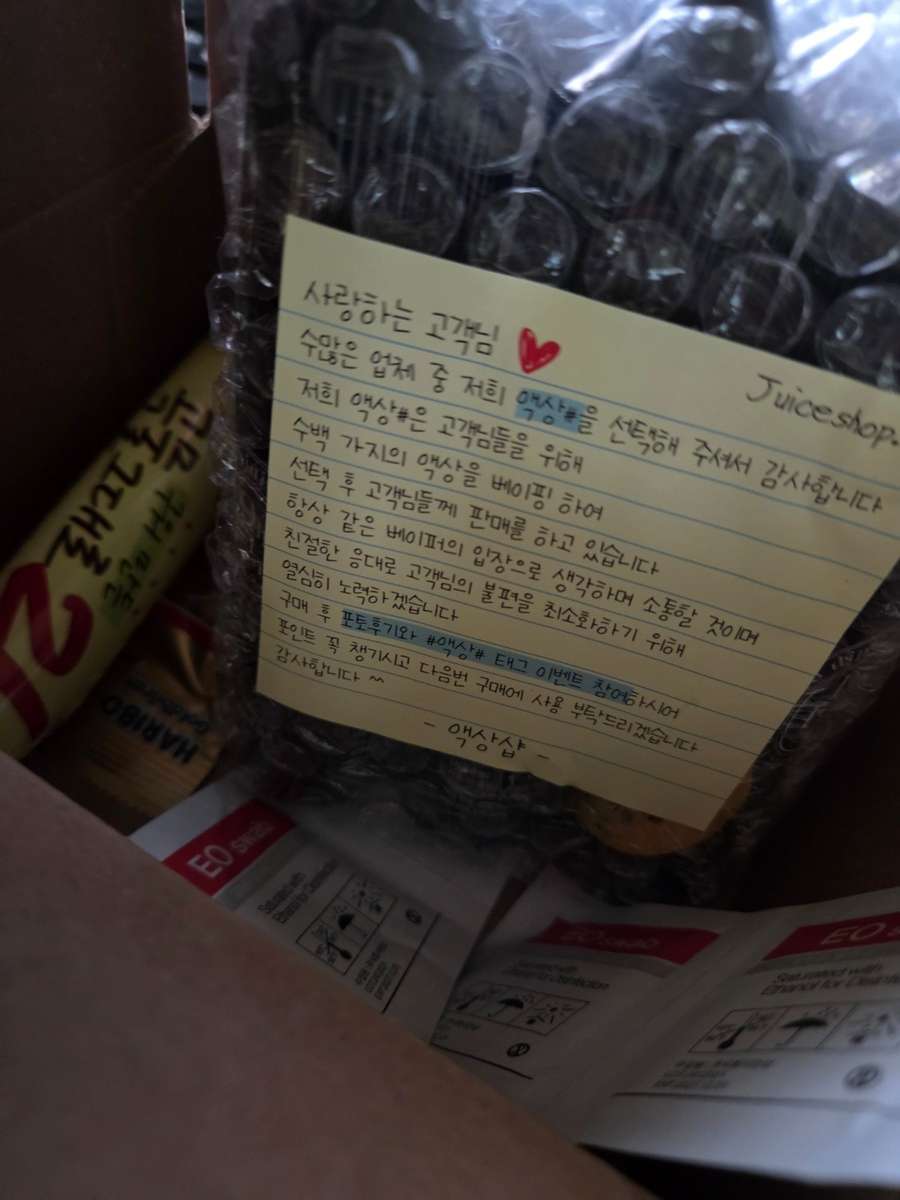 사랑하는 고객님
Juiceshop.
수많은 업체 중 저희 액상#을 선택해 주셔서 감사합니다
저희 액상#은 고객님들을 위해
수백 가지의 액상을 베이핑 하여
선택 후 고객님들께 판매를 하고 있습니다
항상 같은 베이퍼의 입장으로 생각하며 소통할 것이며
친절한 응대로 고객님의 불편을 최소화하기 위해
열심히 노력하겠습니다
구매 후 포토후기와 #액상# 태그 이벤트 참여하시어
포인트 꼭 챙기시고 다음번 구매에 사용 부탁드리겠습니다
감사합니다 ^^
- 액상샵 -
HARIBO
EO swab
Saturated with
EO swab
EO
Saturated with
Ethanol for